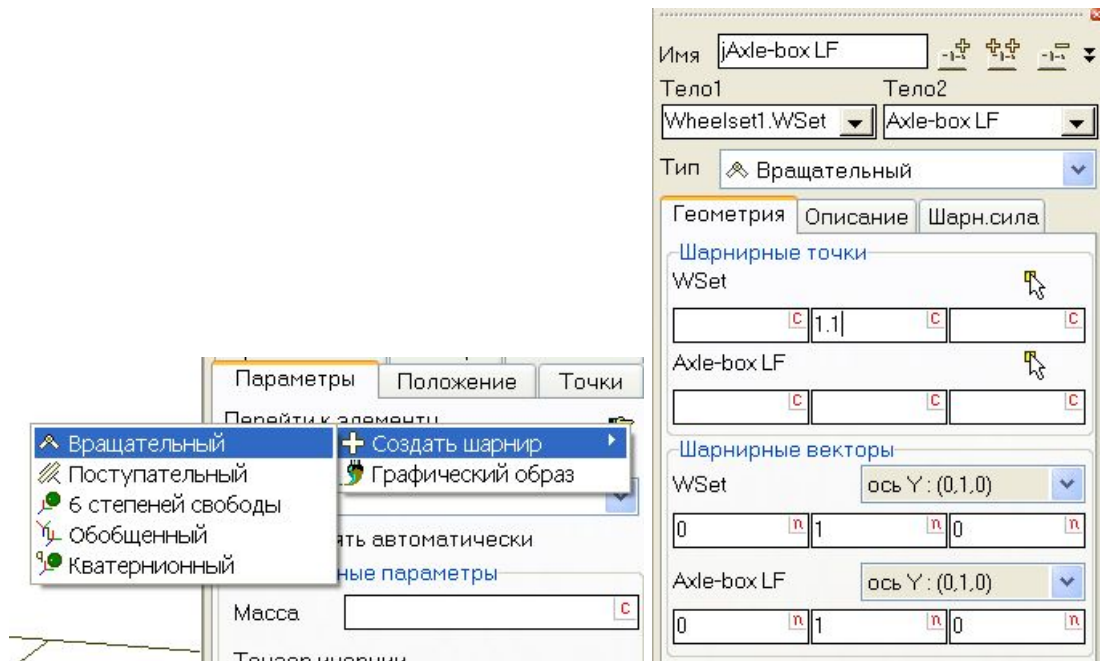 Параметры Положение Точки
Перейти к элементу
Вращательный
Поступательный
6 степеней свободы
Обобщенный
Кватернионный
Создать шарнир
Графический образ
ять автоматически
ные параметры
Масса C
Тензор инерции
Имя jAxle-box LF
Тело1 Тело2
Wheelset1.WSet Axle-box LF
Тип Вращательный
Геометрия Описание Шарн.сила
Шарнирные точки
WSet
C 1.1 C C
Axle-box LF
C C C
Шарнирные векторы
WSet ось Y : (0,1,0)
0 n 1 n 0 n
Axle-box LF ось Y : (0,1,0)
0 n 1 n 0 n